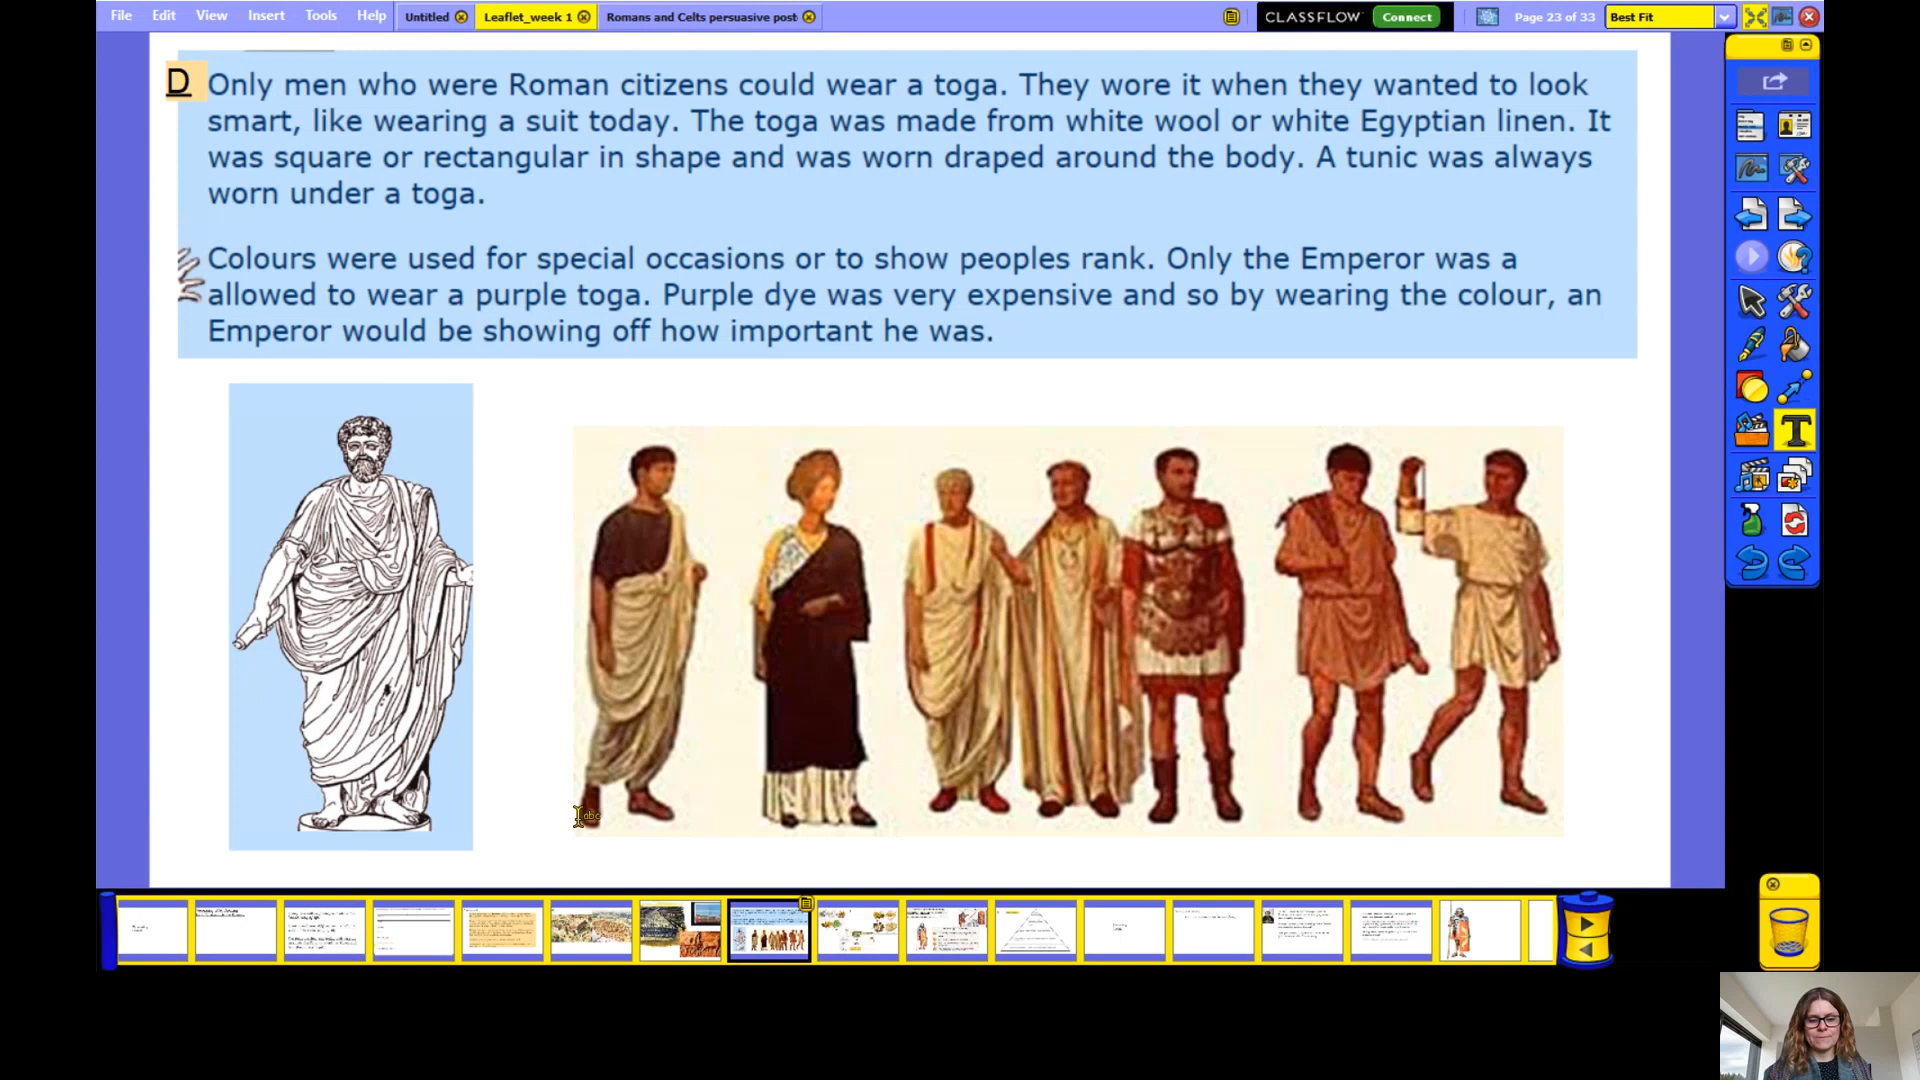 File Edit View Insert Tools Help Untitled Leaflet_week 1 Romans and Celts persuasive post CLASSFLOW Connect Page 23 of 33 Best Fit
D Only men who were Roman citizens could wear a toga. They wore it when they wanted to look
smart, like wearing a suit today. The toga was made from white wool or white Egyptian linen. It
was square or rectangular in shape and was worn draped around the body. A tunic was always
worn under a toga.
Colours were used for special occasions or to show peoples rank. Only the Emperor was a
allowed to wear a purple toga. Purple dye was very expensive and so by wearing the colour, an
Emperor would be showing off how important he was.
T
abc